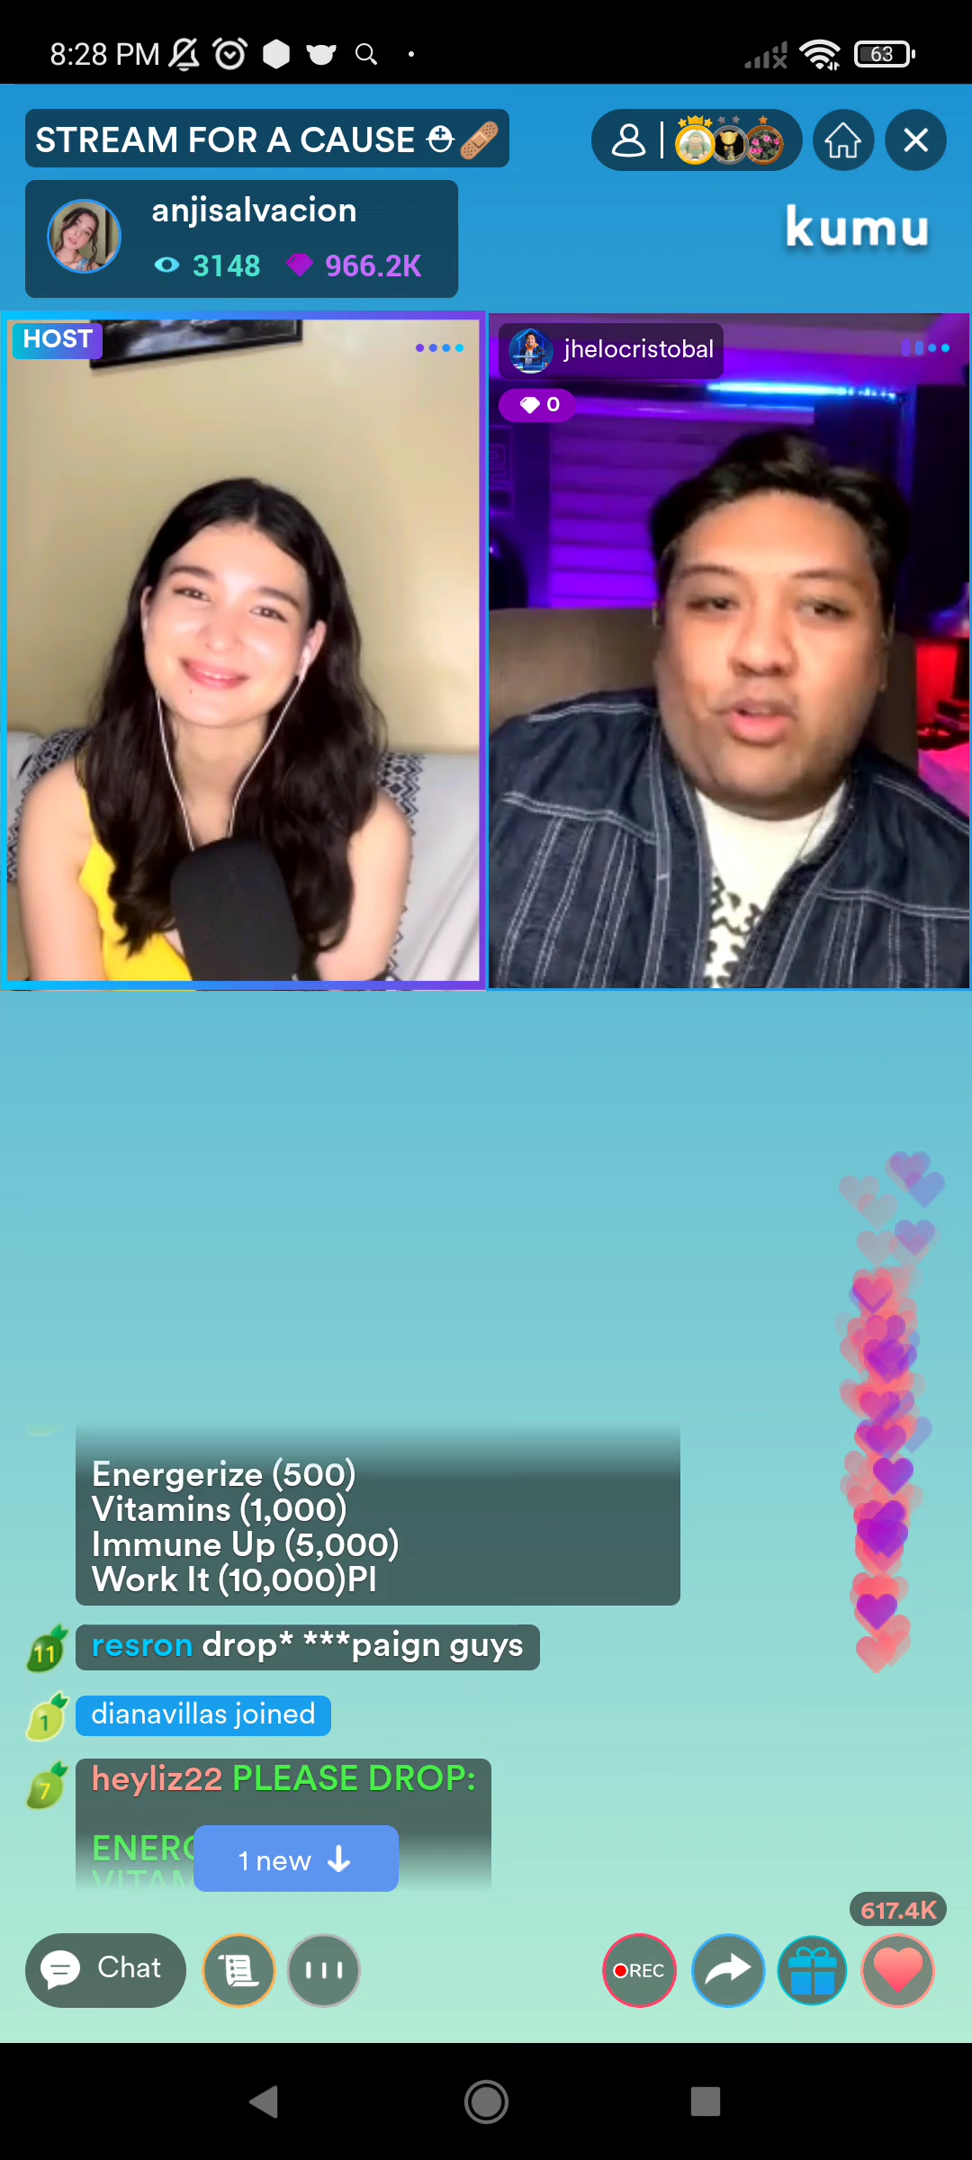 8:28 PM
63
STREAM FOR A CAUSE
anjisalvacion
3148 966.2K
kumu
HOST
jhelocristobal
0
Energerize (500)
Vitamins (1,000)
Immune Up (5,000)
Work It (10,000)Pl
11 resron drop* ***paign guys
1 dianavillas joined
7 heyliz22 PLEASE DROP:
1 new
617.4K
Chat
REC